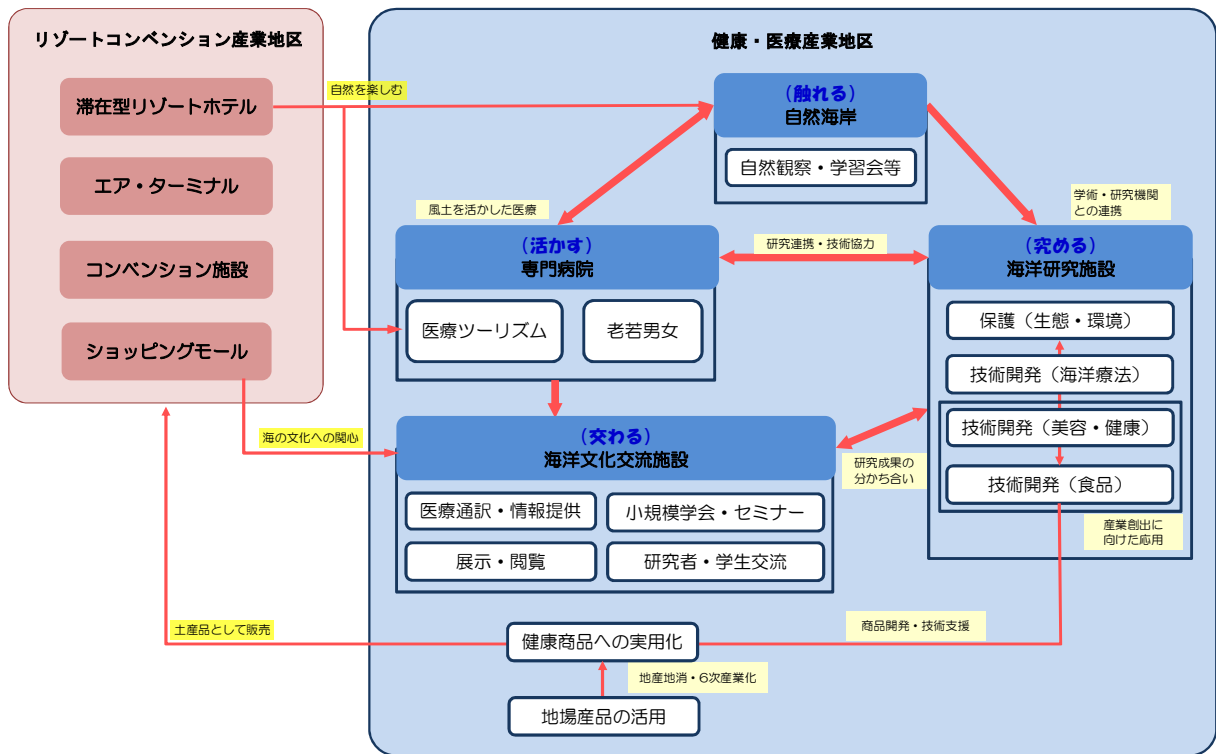 リゾートコンベンション産業地区
滞在型リゾートホテル
エア・ターミナル
コンベンション施設
ショッピングモール
健康・医療産業地区
自然を楽しむ
(触れる)
自然海岸
自然観察・学習会等
風土を活かした医療
学術・研究機関
との連携
(活かす)
専門病院
医療ツーリズム
老若男女
研究連携・技術協力
(究める)
海洋研究施設
保護（生態・環境）
技術開発（海洋療法）
技術開発（美容・健康）
技術開発（食品）
産業創出に
向けた応用
海の文化への関心
(交わる)
海洋文化交流施設
医療通訳・情報提供
小規模学会・セミナー
展示・閲覧
研究者・学生交流
研究成果の
分かち合い
土産品として販売
健康商品への実用化
商品開発・技術支援
地産地消・6次産業化
地場産品の活用